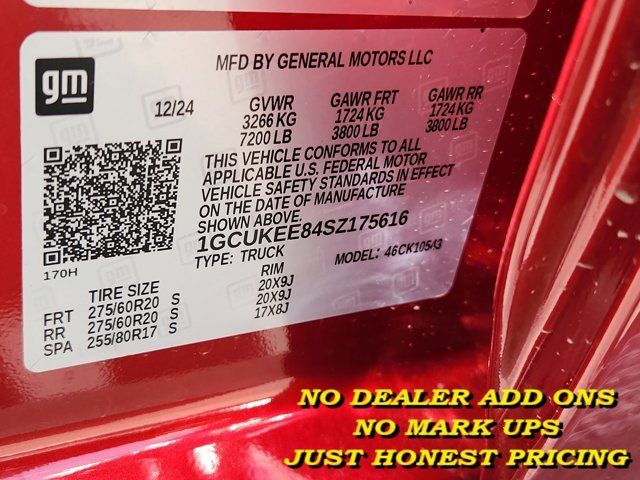 gm
MFD BY GENERAL MOTORS LLC
12/24 GVWR GAWR FRT GAWR RR
3266 KG 1724 KG 1724 KG
7200 LB 3800 LB 3800 LB
THIS VEHICLE CONFORMS TO ALL
APPLICABLE U.S. FEDERAL MOTOR
VEHICLE SAFETY STANDARDS IN EFFECT
ON THE DATE OF MANUFACTURE
SHOWN ABOVE.
1GCUKEE84SZ175616
TYPE: TRUCK MODEL:
170H
TIRE SIZE RIM
FRT 275/60R20 S 20X9J
RR 275/60R20 S 20X9J
SPA 255/80R17 S 17X8J
NO DEALER ADD ONS
NO MARK UPS
JUST HONEST PRICING